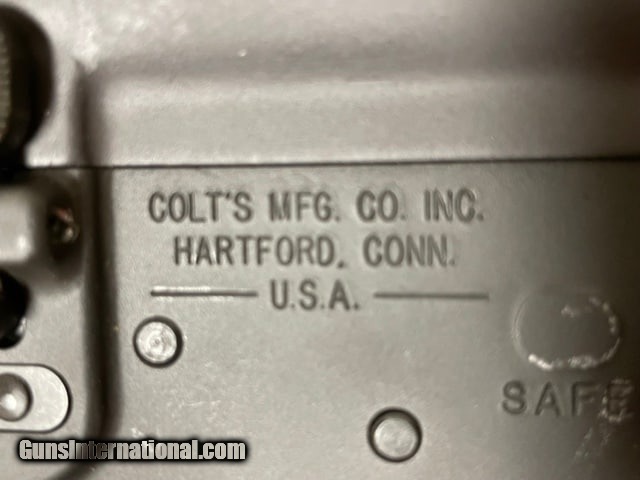 COLT'S MFG. CO. INC.
HARTFORD, CONN.
U.S.A.
SAFE
GunsInternational.com